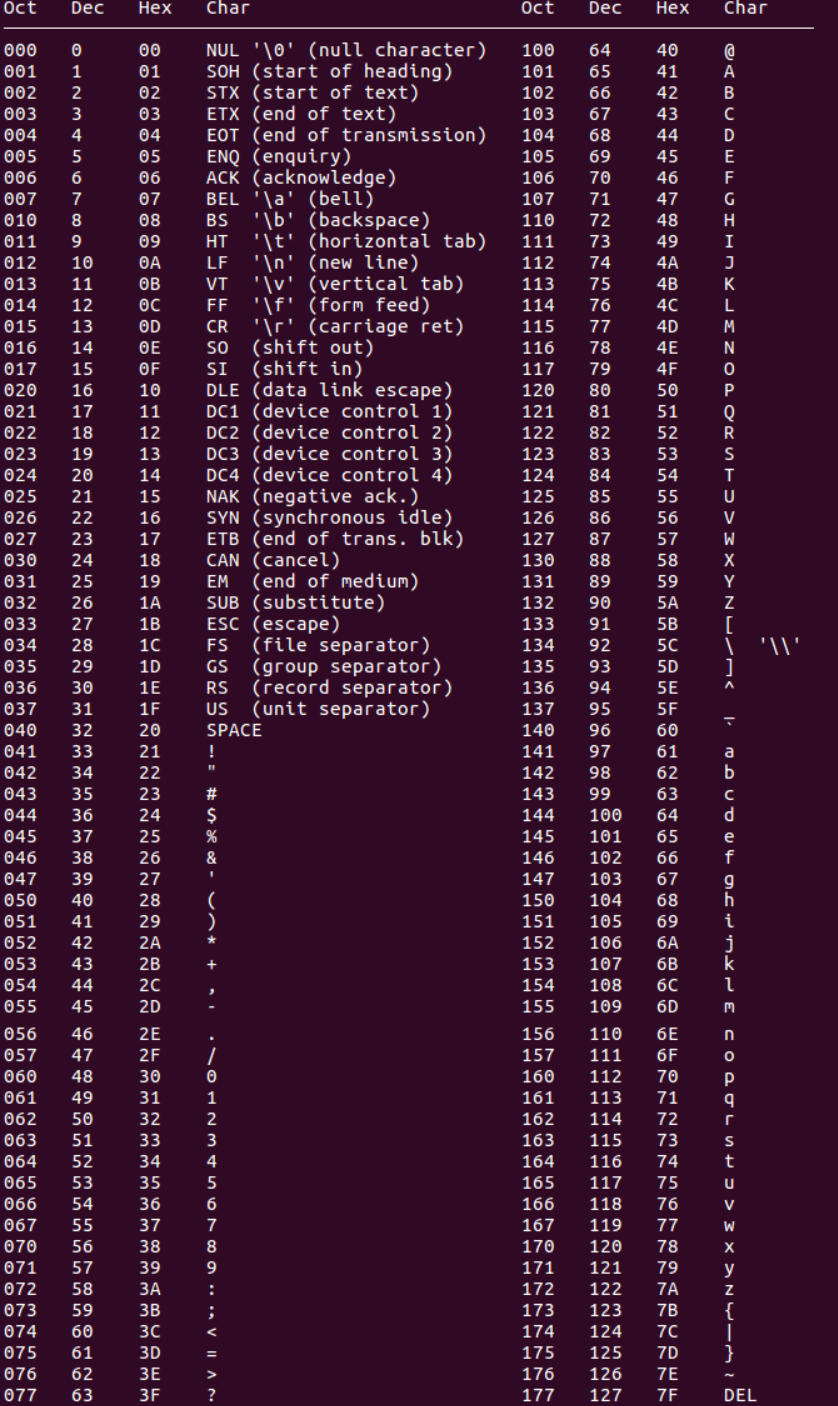 Oct   Dec   Hex   Char                        Oct   Dec   Hex   Char
000   0     00    NUL '\0' (null character)   100   64    40    @
001   1     01    SOH (start of heading)      101   65    41    A
002   2     02    STX (start of text)         102   66    42    B
003   3     03    ETX (end of text)           103   67    43    C
004   4     04    EOT (end of transmission)   104   68    44    D
005   5     05    ENQ (enquiry)               105   69    45    E
006   6     06    ACK (acknowledge)           106   70    46    F
007   7     07    BEL '\a' (bell)             107   71    47    G
010   8     08    BS  '\b' (backspace)        110   72    48    H
011   9     09    HT  '\t' (horizontal tab)   111   73    49    I
012   10    0A    LF  '\n' (new line)         112   74    4A    J
013   11    0B    VT  '\v' (vertical tab)     113   75    4B    K
014   12    0C    FF  '\f' (form feed)        114   76    4C    L
015   13    0D    CR  '\r' (carriage ret)     115   77    4D    M
016   14    0E    SO  (shift out)             116   78    4E    N
017   15    0F    SI  (shift in)              117   79    4F    O
020   16    10    DLE (data link escape)      120   80    50    P
021   17    11    DC1 (device control 1)      121   81    51    Q
022   18    12    DC2 (device control 2)      122   82    52    R
023   19    13    DC3 (device control 3)      123   83    53    S
024   20    14    DC4 (device control 4)      124   84    54    T
025   21    15    NAK (negative ack.)         125   85    55    U
026   22    16    SYN (synchronous idle)      126   86    56    V
027   23    17    ETB (end of trans. blk)     127   87    57    W
030   24    18    CAN (cancel)                130   88    58    X
031   25    19    EM  (end of medium)         131   89    59    Y
032   26    1A    SUB (substitute)            132   90    5A    Z
033   27    1B    ESC (escape)                133   91    5B    [
034   28    1C    FS  (file separator)        134   92    5C    \  '\\'
035   29    1D    GS  (group separator)       135   93    5D    ]
036   30    1E    RS  (record separator)      136   94    5E    ^
037   31    1F    US  (unit separator)        137   95    5F    _
040   32    20    SPACE                       140   96    60    `
041   33    21    !                           141   97    61    a
042   34    22    "                           142   98    62    b
043   35    23    #                           143   99    63    c
044   36    24    $                           144   100   64    d
045   37    25    %                           145   101   65    e
046   38    26    &                           146   102   66    f
047   39    27    '                           147   103   67    g
050   40    28    (                           150   104   68    h
051   41    29    )                           151   105   69    i
052   42    2A    *                           152   106   6A    j
053   43    2B    +                           153   107   6B    k
054   44    2C    ,                           154   108   6C    l
055   45    2D    -                           155   109   6D    m
056   46    2E    .                           156   110   6E    n
057   47    2F    /                           157   111   6F    o
060   48    30    0                           160   112   70    p
061   49    31    1                           161   113   71    q
062   50    32    2                           162   114   72    r
063   51    33    3                           163   115   73    s
064   52    34    4                           164   116   74    t
065   53    35    5                           165   117   75    u
066   54    36    6                           166   118   76    v
067   55    37    7                           167   119   77    w
070   56    38    8                           170   120   78    x
071   57    39    9                           171   121   79    y
072   58    3A    :                           172   122   7A    z
073   59    3B    ;                           173   123   7B    {
074   60    3C    <                           174   124   7C    |
075   61    3D    =                           175   125   7D    }
076   62    3E    >                           176   126   7E    ~
077   63    3F    ?                           177   127   7F    DEL